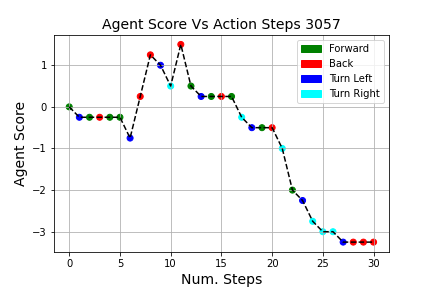 Agent Score Vs Action Steps 3057
Forward
Back
Turn Left
Turn Right
1
0
−1
−2
−3
Agent Score
0 5 10 15 20 25 30
Num. Steps